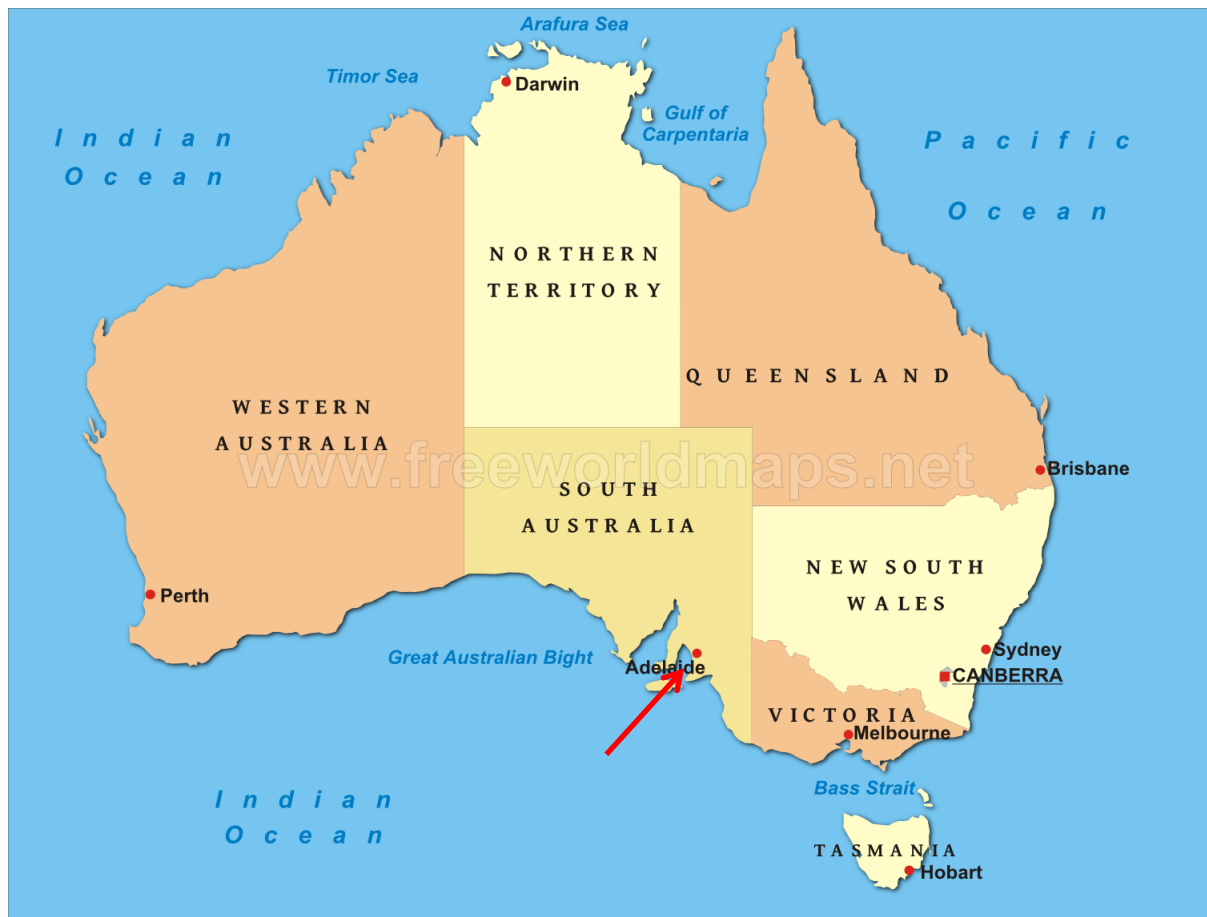 Arafura Sea
Timor Sea
Darwin
Gulf of
Carpentaria
Indian
Ocean
Pacific
Ocean
NORTHERN
TERRITORY
QUEENSLAND
WESTERN
AUSTRALIA
www.freeworldmaps.net
Brisbane
SOUTH
AUSTRALIA
NEW SOUTH
WALES
Perth
Great Australian Bight
Adelaide
Sydney
CANBERRA
VICTORIA
Melbourne
Bass Strait
Indian
Ocean
TASMANIA
Hobart